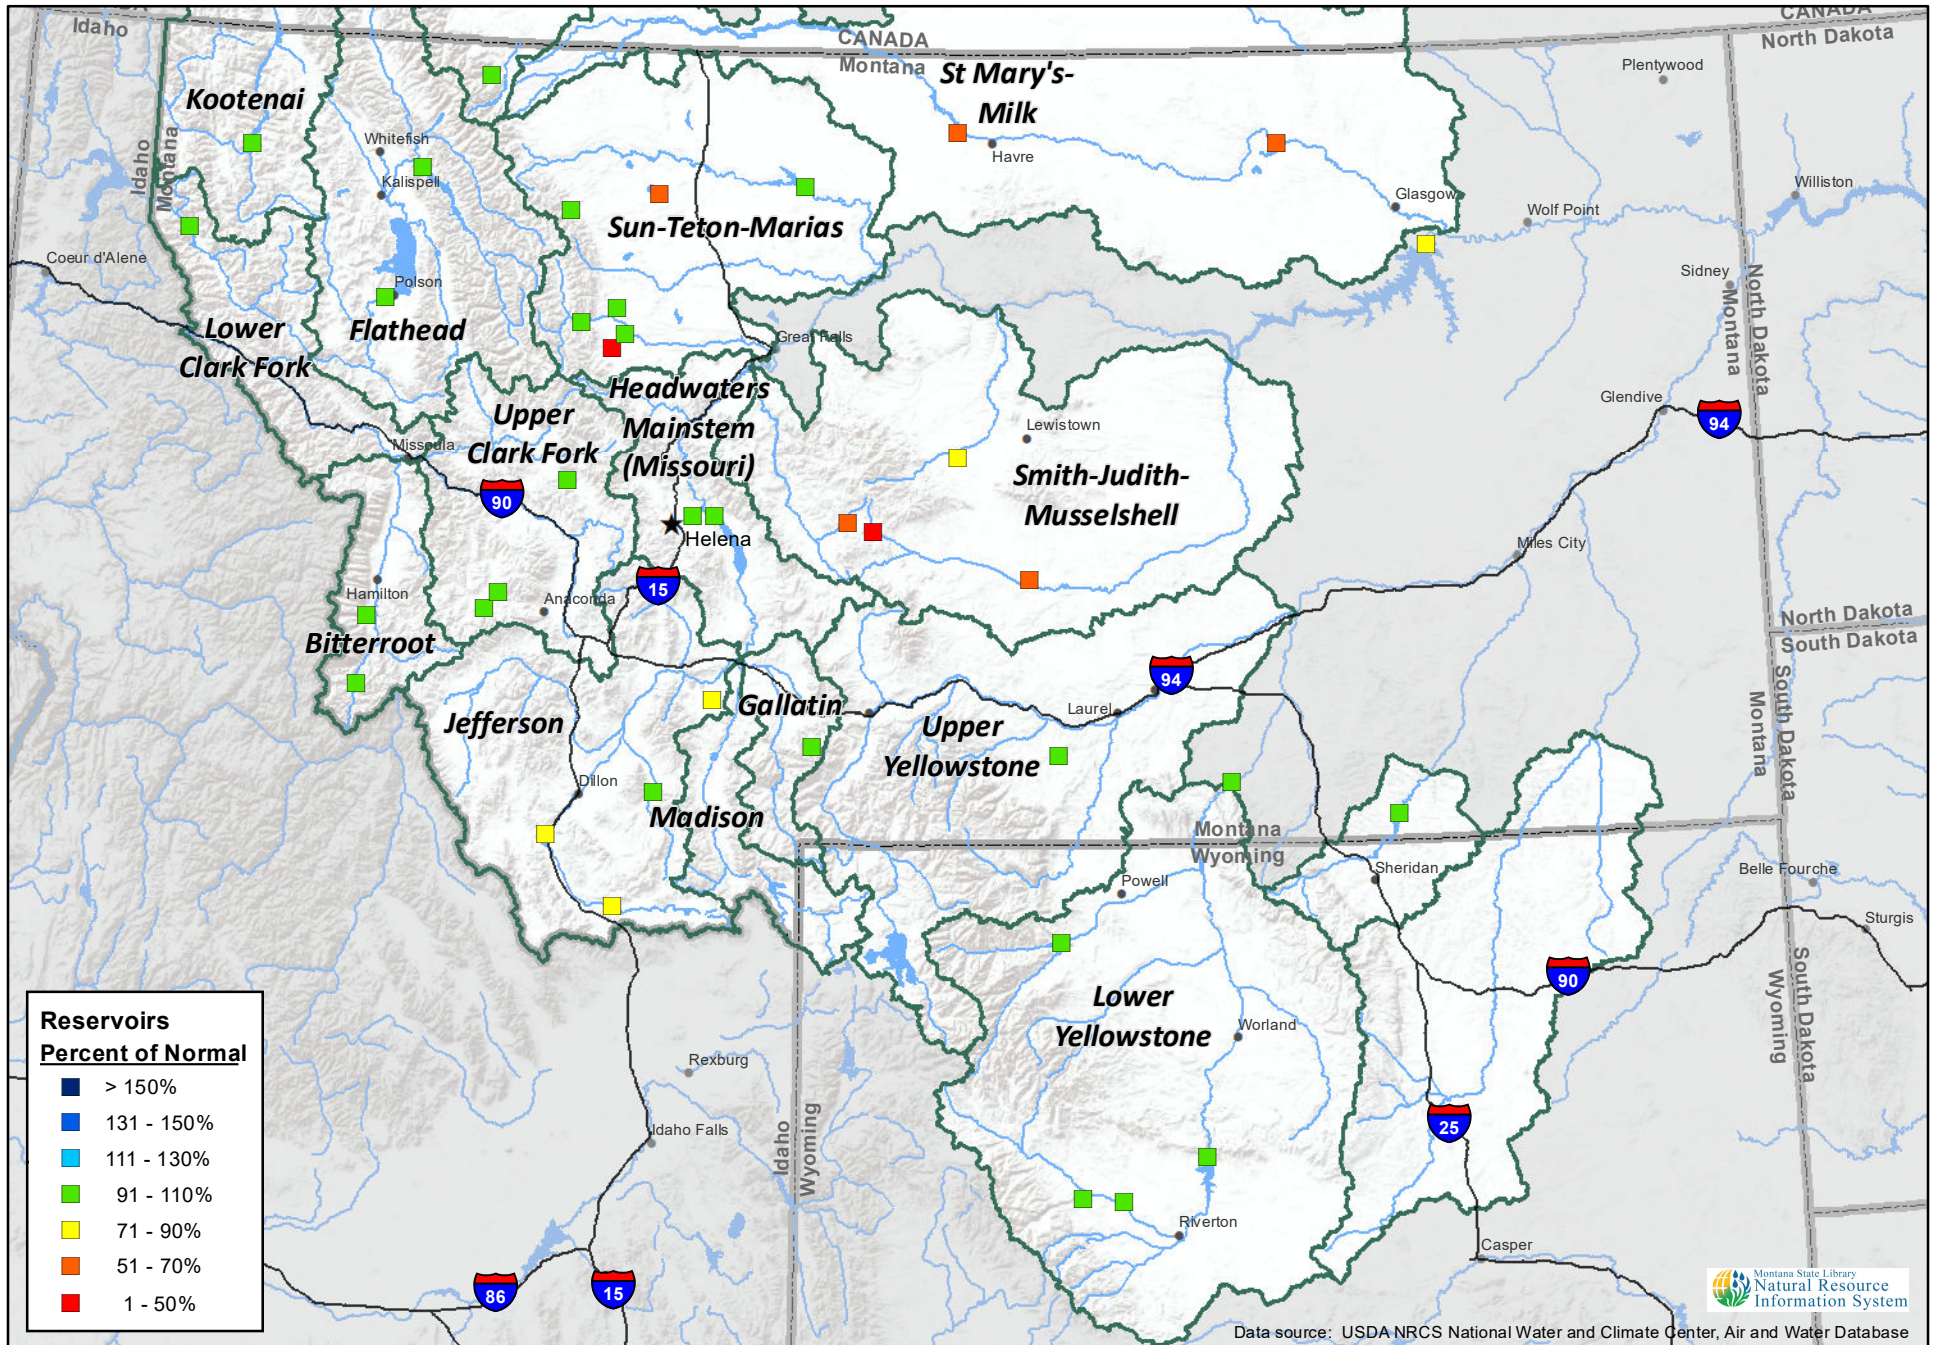 Idaho
CANADA
Montana
CANADA
North Dakota
Plentywood
St Mary's-
Milk
Kootenai
Whitefish
Havre
Idaho
Montana
Kalispell
Glasgow
Williston
Wolf Point
Sun-Teton-Marias
Coeur d'Alene
Polson
Sidney
North Dakota
Montana
Lower
Clark Fork
Flathead
Great Falls
Headwaters
Mainstem
(Missouri)
Upper
Clark Fork
Glendive
94
Lewistown
Missoula
Smith-Judith-
Musselshell
90
Helena
Miles City
15
Hamilton
Anaconda
North Dakota
South Dakota
Bitterroot
94
South Dakota
Montana
Jefferson
Gallatin
Laurel
Upper
Yellowstone
Dillon
Madison
Montana
Wyoming
Sheridan
Powell
Belle Fourche
Sturgis
90
South Dakota
Wyoming
Lower
Yellowstone
Worland
Rexburg
Idaho Falls
Idaho
Wyoming
25
Riverton
Casper
86
15
Reservoirs
Percent of Normal
> 150%
131 - 150%
111 - 130%
91 - 110%
71 - 90%
51 - 70%
1 - 50%
Montana State Library
Natural Resource
Information System
Data source: USDA NRCS National Water and Climate Center, Air and Water Database